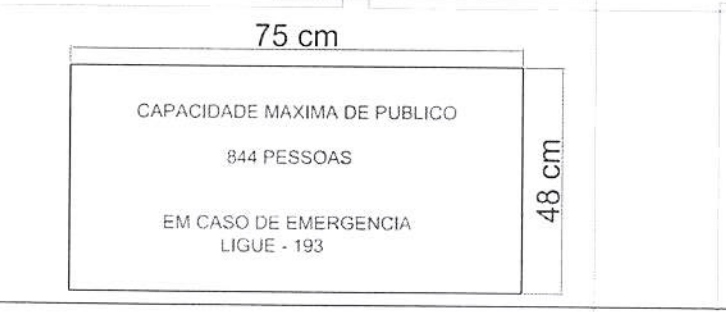 75 cm
CAPACIDADE MAXIMA DE PUBLICO
844 PESSOAS
EM CASO DE EMERGENCIA
LIGUE - 193
48 cm